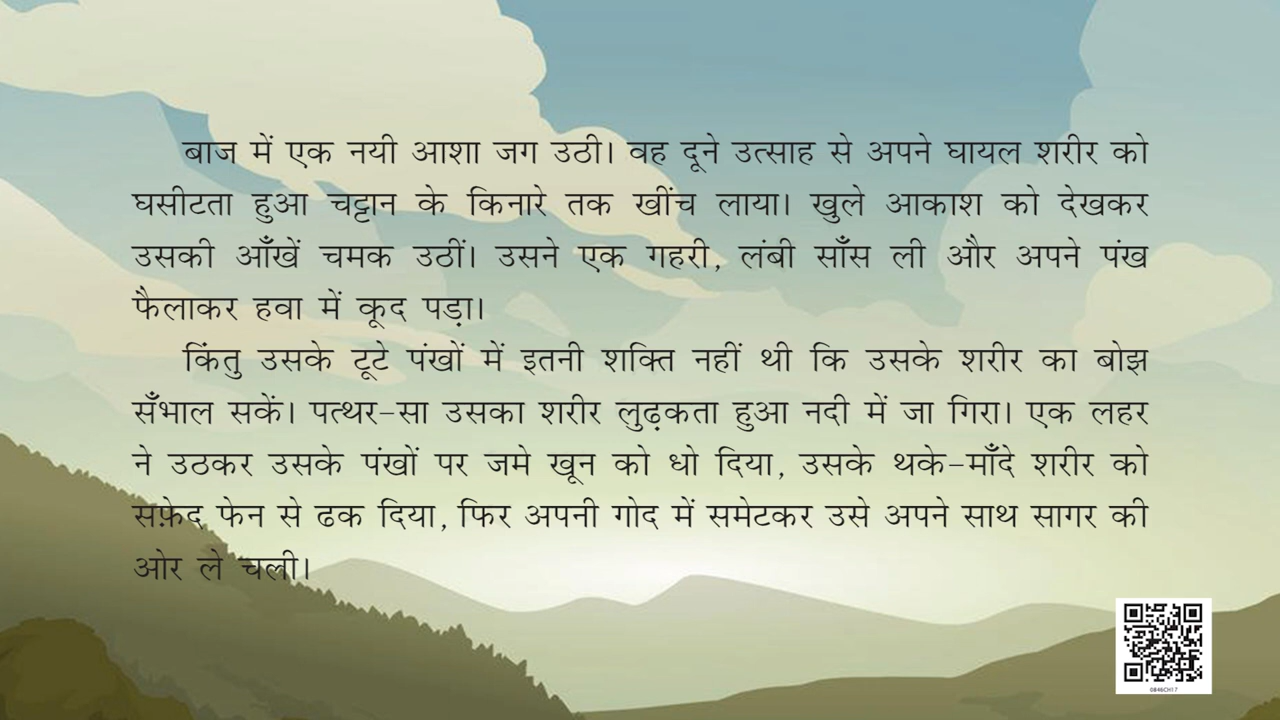 बाज में एक नयी आशा जग उठी। वह दूने उत्साह से अपने घायल शरीर को
घसीटता हुआ चट्टान के किनारे तक खींच लाया। खुले आकाश को देखकर
उसकी आँखें चमक उठीं। उसने एक गहरी, लंबी साँस ली और अपने पंख
फैलाकर हवा में कूद पड़ा।
किंतु उसके टूटे पंखों में इतनी शक्ति नहीं थी कि उसके शरीर का बोझ
सँभाल सकें। पत्थर-सा उसका शरीर लुढ़कता हुआ नदी में जा गिरा। एक लहर
ने उठकर उसके पंखों पर जमे खून को धो दिया, उसके थके-माँदे शरीर को
सफ़ेद फेन से ढक दिया, फिर अपनी गोद में समेटकर उसे अपने साथ सागर की
ओर ले चली।
0846CH17